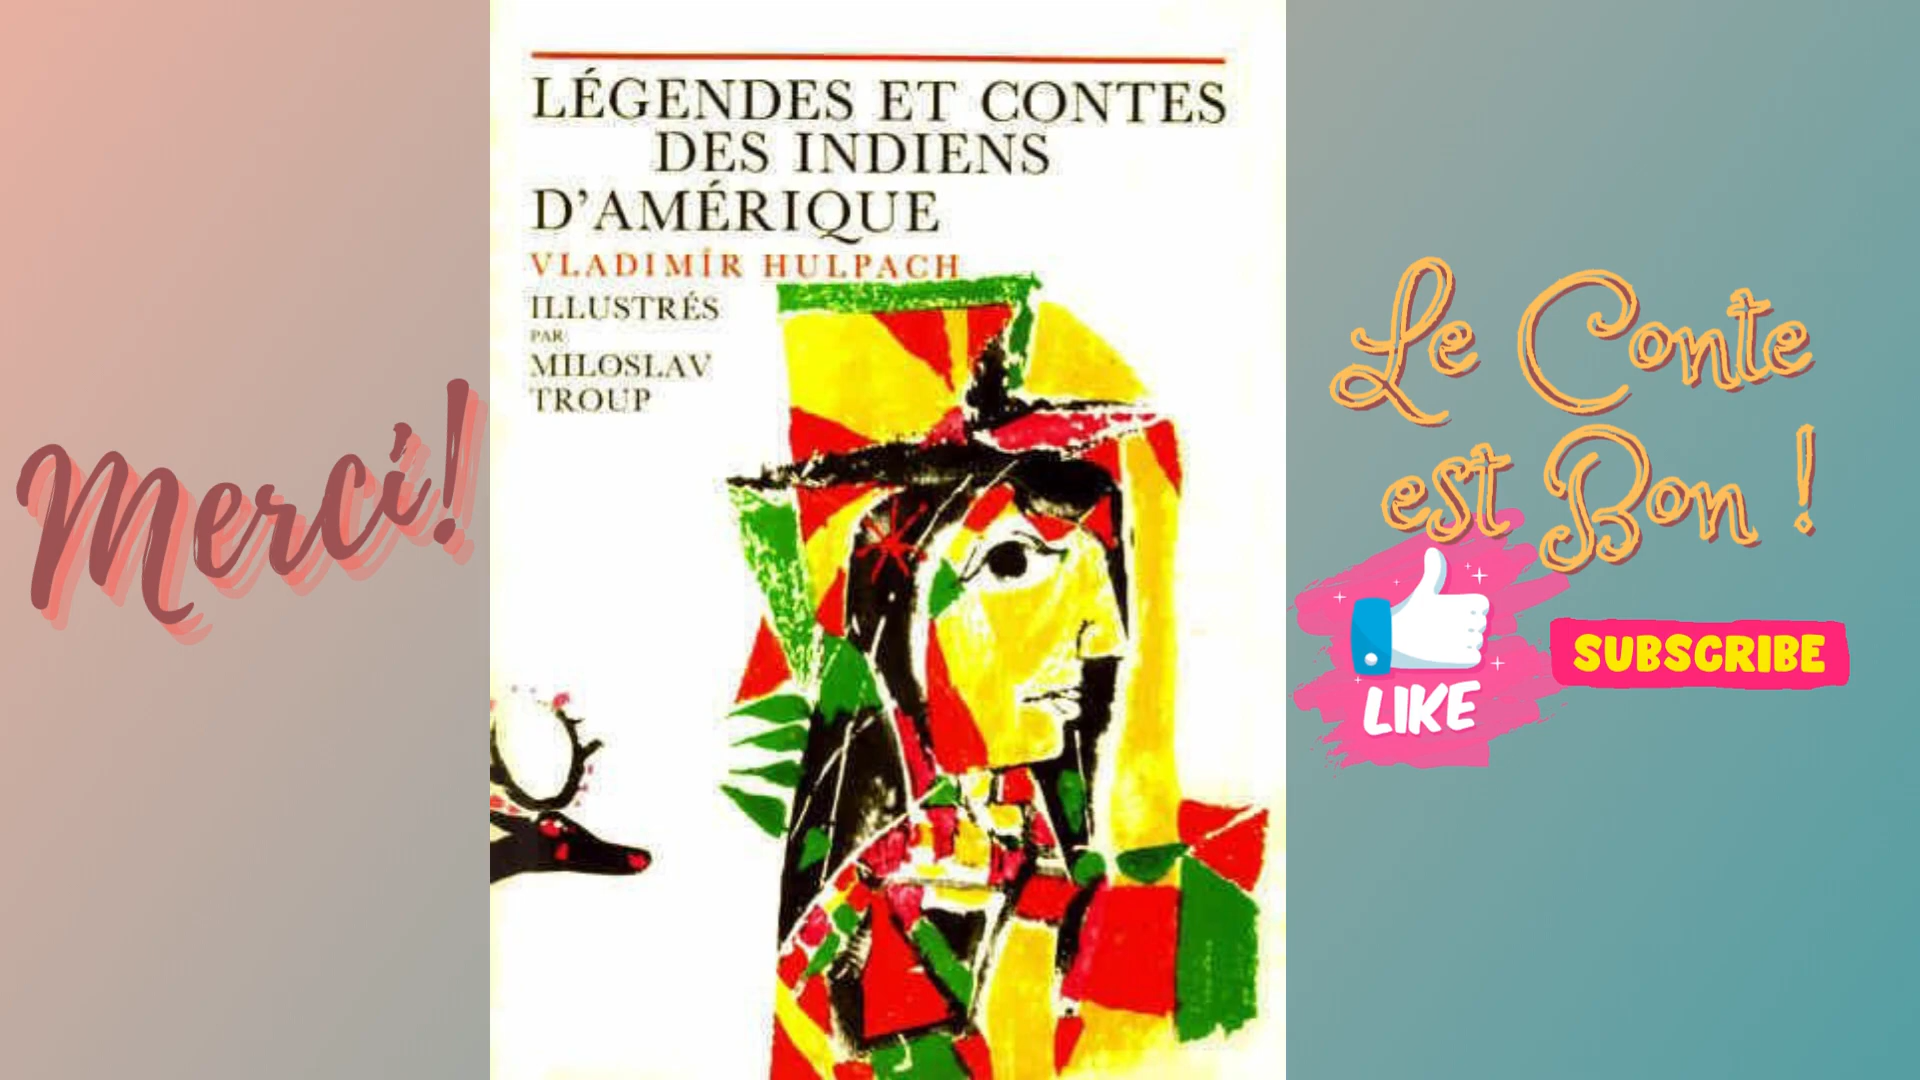 Merci!
LÉGENDES ET CONTES
DES INDIENS
D'AMÉRIQUE
VLADIMÍR HULPACH
ILLUSTRÉS
PAR
MILOSLAV
TROUP
Le Conte
est Bon !
LIKE
SUBSCRIBE